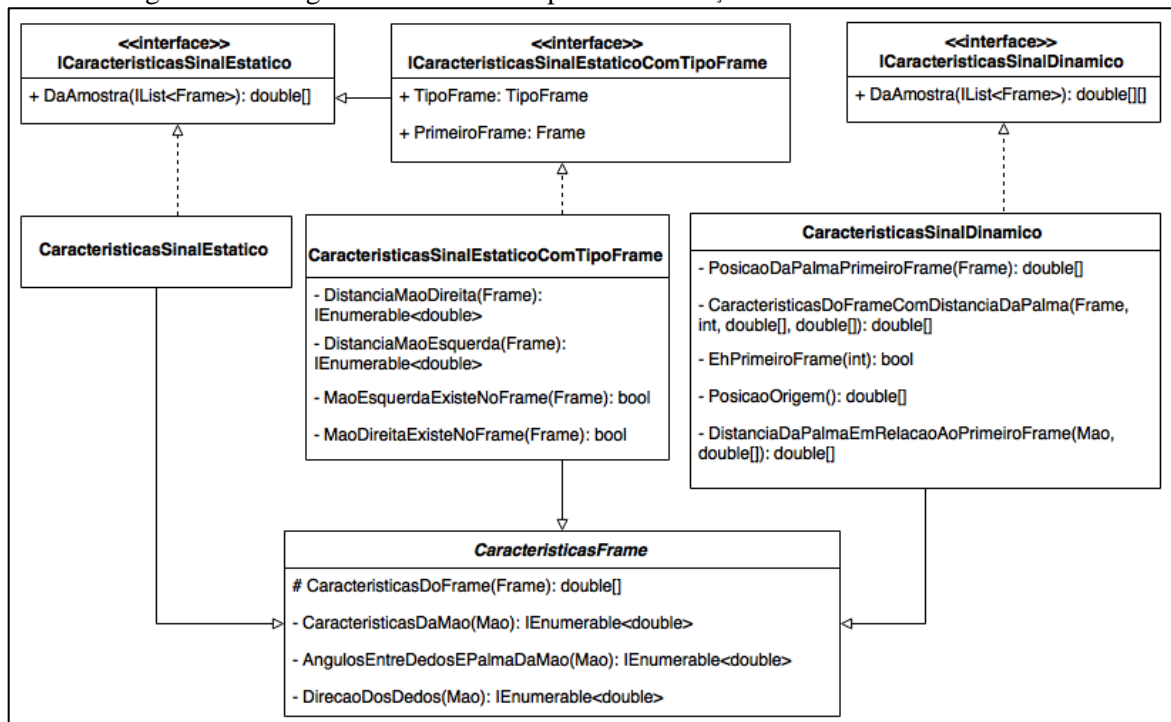 <<interface>>
ICaracteristicasSinalEstatico
+ DaAmostra(IList<Frame>): double[]
<<interface>>
ICaracteristicasSinalEstaticoComTipoFrame
+ TipoFrame: TipoFrame
+ PrimeiroFrame: Frame
<<interface>>
ICaracteristicasSinalDinamico
+ DaAmostra(IList<Frame>): double[][]
CaracteristicasSinalEstatico
CaracteristicasSinalEstaticoComTipoFrame
- DistanciaMaoDireita(Frame):
IEnumerable<double>
- DistanciaMaoEsquerda(Frame):
IEnumerable<double>
- MaoEsquerdaExisteNoFrame(Frame): bool
- MaoDireitaExisteNoFrame(Frame): bool
CaracteristicasSinalDinamico
- PosicaoDaPalmaPrimeiroFrame(Frame): double[]
- CaracteristicasDoFrameComDistanciaDaPalma(Frame,
int, double[], double[]): double[]
- EhPrimeiroFrame(int): bool
- PosicaoOrigem(): double[]
- DistanciaDaPalmaEmRelacaoAoPrimeiroFrame(Mao,
double[]): double[]
CaracteristicasFrame
# CaracteristicasDoFrame(Frame): double[]
- CaracteristicasDaMao(Mao): IEnumerable<double>
- AngulosEntreDedosEPalmaDaMao(Mao): IEnumerable<double>
- DirecaoDosDedos(Mao): IEnumerable<double>